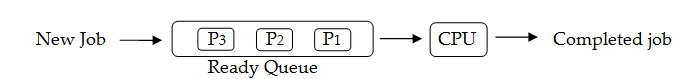 New Job P3 P2 P1 CPU Completed job
Ready Queue